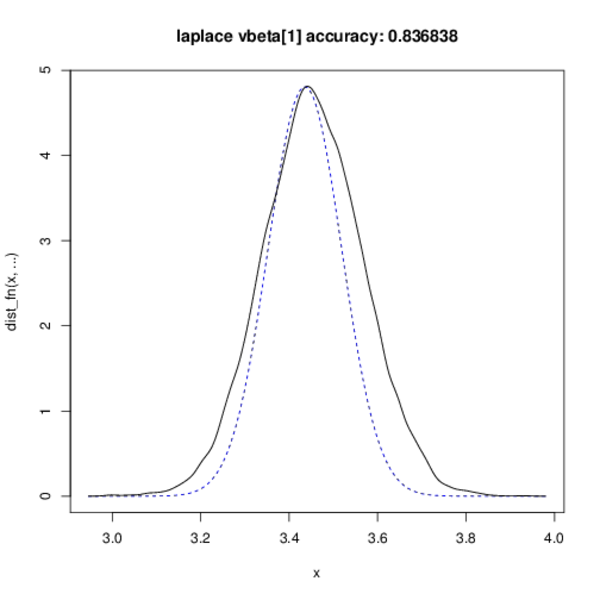 laplace vbeta[1] accuracy: 0.836838
5
4
3
2
1
0
dist_fn(x, ...)
3.0 3.2 3.4 3.6 3.8 4.0
x